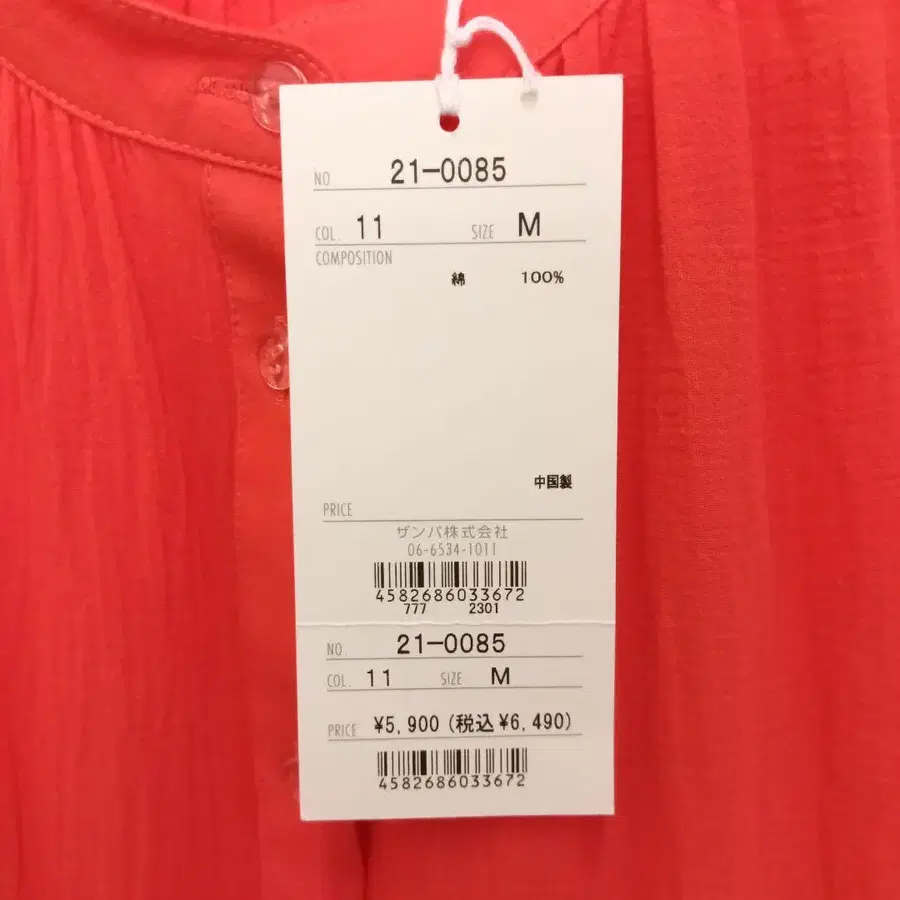 NO 21-0085
COL. 11 SIZE M
COMPOSITION
綿 100%
中国製
PRICE
ザンパ株式会社
06-6534-1011
4582686033672
777 2301
NO. 21-0085
COL. 11 SIZE M
PRICE ¥5,900 (税込¥6,490)
4582686033672